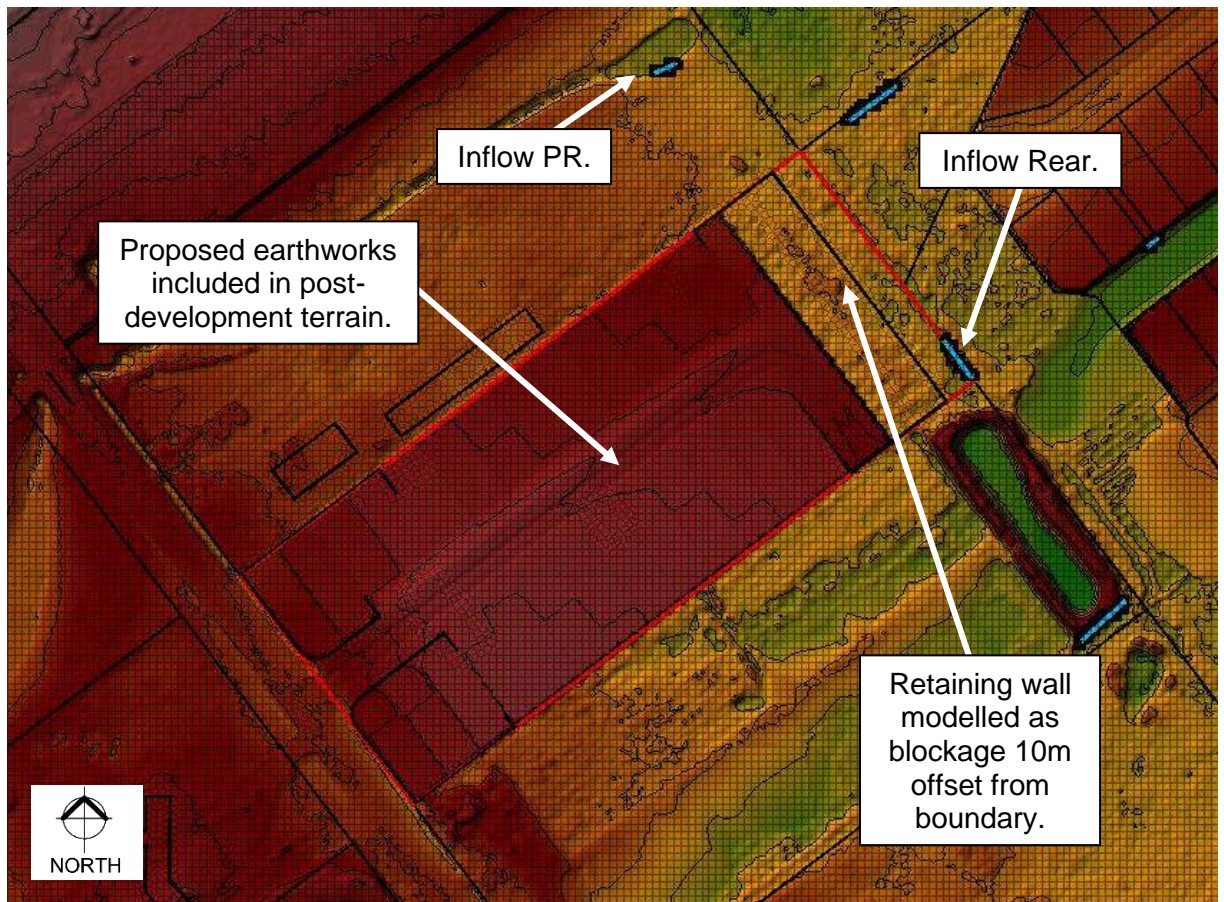 Inflow PR.
Inflow Rear.
Proposed earthworks
included in post-
development terrain.
Retaining wall
modelled as
blockage 10m
offset from
boundary.
NORTH